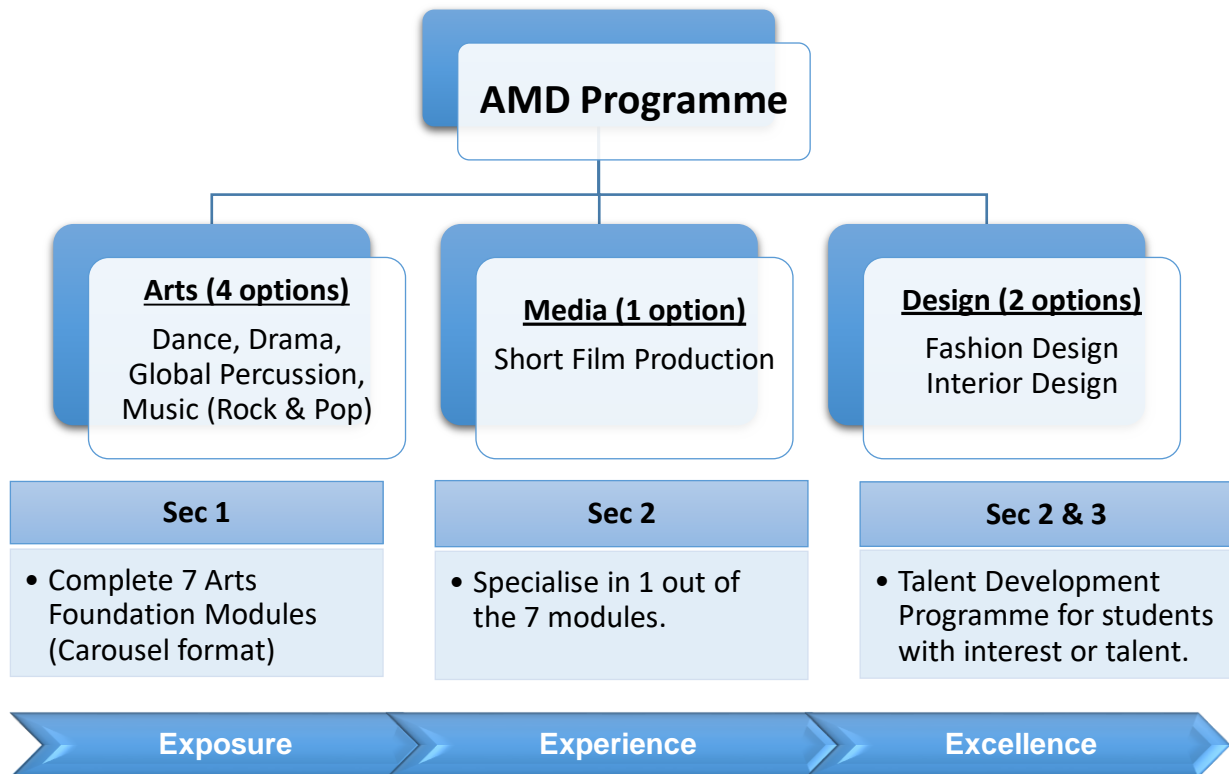 AMD Programme
Arts (4 options)
Dance, Drama,
Global Percussion,
Music (Rock & Pop)
Media (1 option)
Short Film Production
Design (2 options)
Fashion Design
Interior Design
Sec 1
• Complete 7 Arts
Foundation Modules
(Carousel format)
Sec 2
• Specialise in 1 out of
the 7 modules.
Sec 2 & 3
• Talent Development
Programme for students
with interest or talent.
Exposure
Experience
Excellence